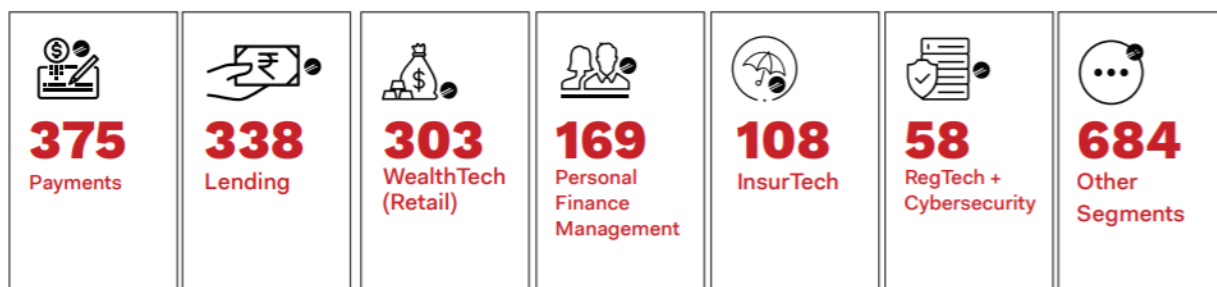 375
Payments
338
Lending
303
WealthTech
(Retail)
169
Personal
Finance
Management
108
InsurTech
58
RegTech +
Cybersecurity
684
Other
Segments